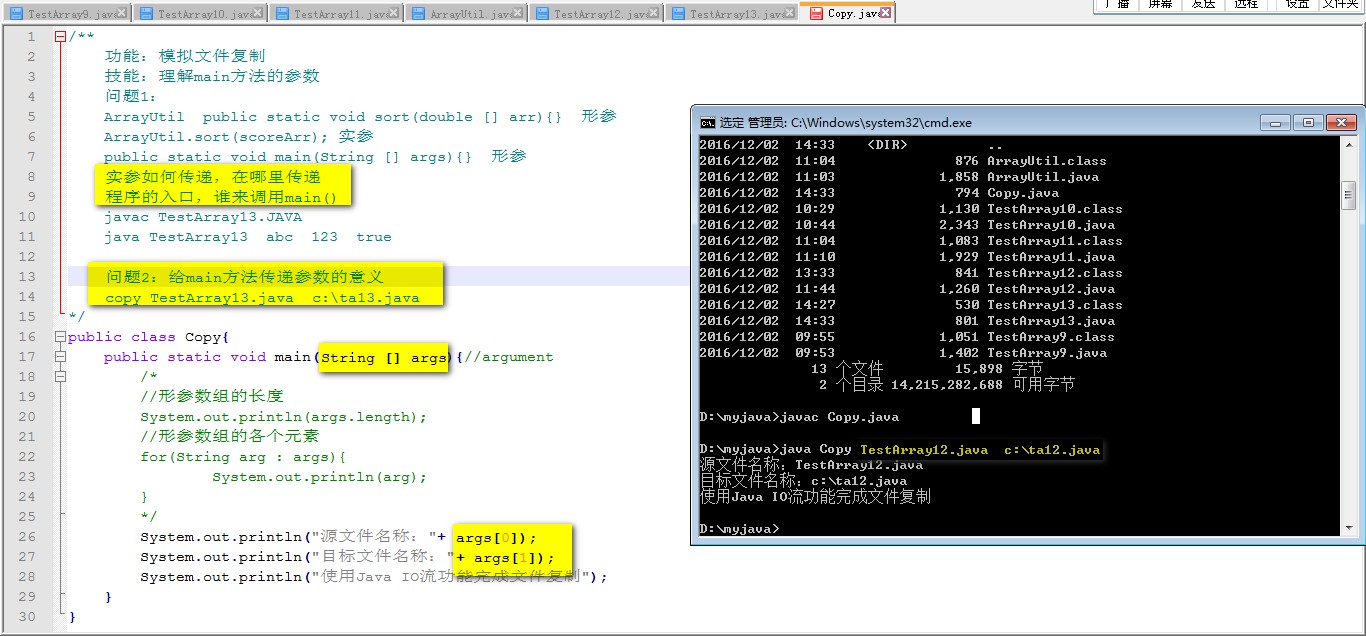 TestArray9.java TestArray10.java TestArray11.java ArrayUtil.java TestArray12.java TestArray13.java Copy.java
广播 屏幕 发送 远程 设置 文件夹
1 /**
2 功能：模拟文件复制
3 技能：理解main方法的参数
4 问题1：
5 ArrayUtil public static void sort(double [] arr){} 形参
6 ArrayUtil.sort(scoreArr); 实参
7 public static void main(String [] args){} 形参
8 实参如何传递，在哪里传递
9 程序的入口，谁来调用main()
10 javac TestArray13.JAVA
11 java TestArray13 abc 123 true
12
13 问题2：给main方法传递参数的意义
14 copy TestArray13.java c:\ta13.java
15 */
16 public class Copy{
17 public static void main(String [] args){//argument
18 /*
19 //形参数组的长度
20 System.out.println(args.length);
21 //形参数组的各个元素
22 for(String arg : args){
23 System.out.println(arg);
24 }
25 */
26 System.out.println("源文件名称："+ args[0]);
27 System.out.println("目标文件名称："+ args[1]);
28 System.out.println("使用Java IO流功能完成文件复制");
29 }
30 }
选定 管理员: C:\Windows\system32\cmd.exe
2016/12/02 14:33 <DIR> ..
2016/12/02 11:04 876 ArrayUtil.class
2016/12/02 11:03 1,858 ArrayUtil.java
2016/12/02 14:33 794 Copy.java
2016/12/02 10:29 1,130 TestArray10.class
2016/12/02 10:44 2,343 TestArray10.java
2016/12/02 11:04 1,083 TestArray11.class
2016/12/02 11:10 1,929 TestArray11.java
2016/12/02 13:33 841 TestArray12.class
2016/12/02 11:44 1,260 TestArray12.java
2016/12/02 14:27 530 TestArray13.class
2016/12/02 14:33 801 TestArray13.java
2016/12/02 09:55 1,051 TestArray9.class
2016/12/02 09:53 1,402 TestArray9.java
13 个文件 15,898 字节
2 个目录 14,215,282,688 可用字节
D:\myjava>javac Copy.java
D:\myjava>java Copy TestArray12.java c:\ta12.java
源文件名称：TestArray12.java
目标文件名称：c:\ta12.java
使用Java IO流功能完成文件复制
D:\myjava>